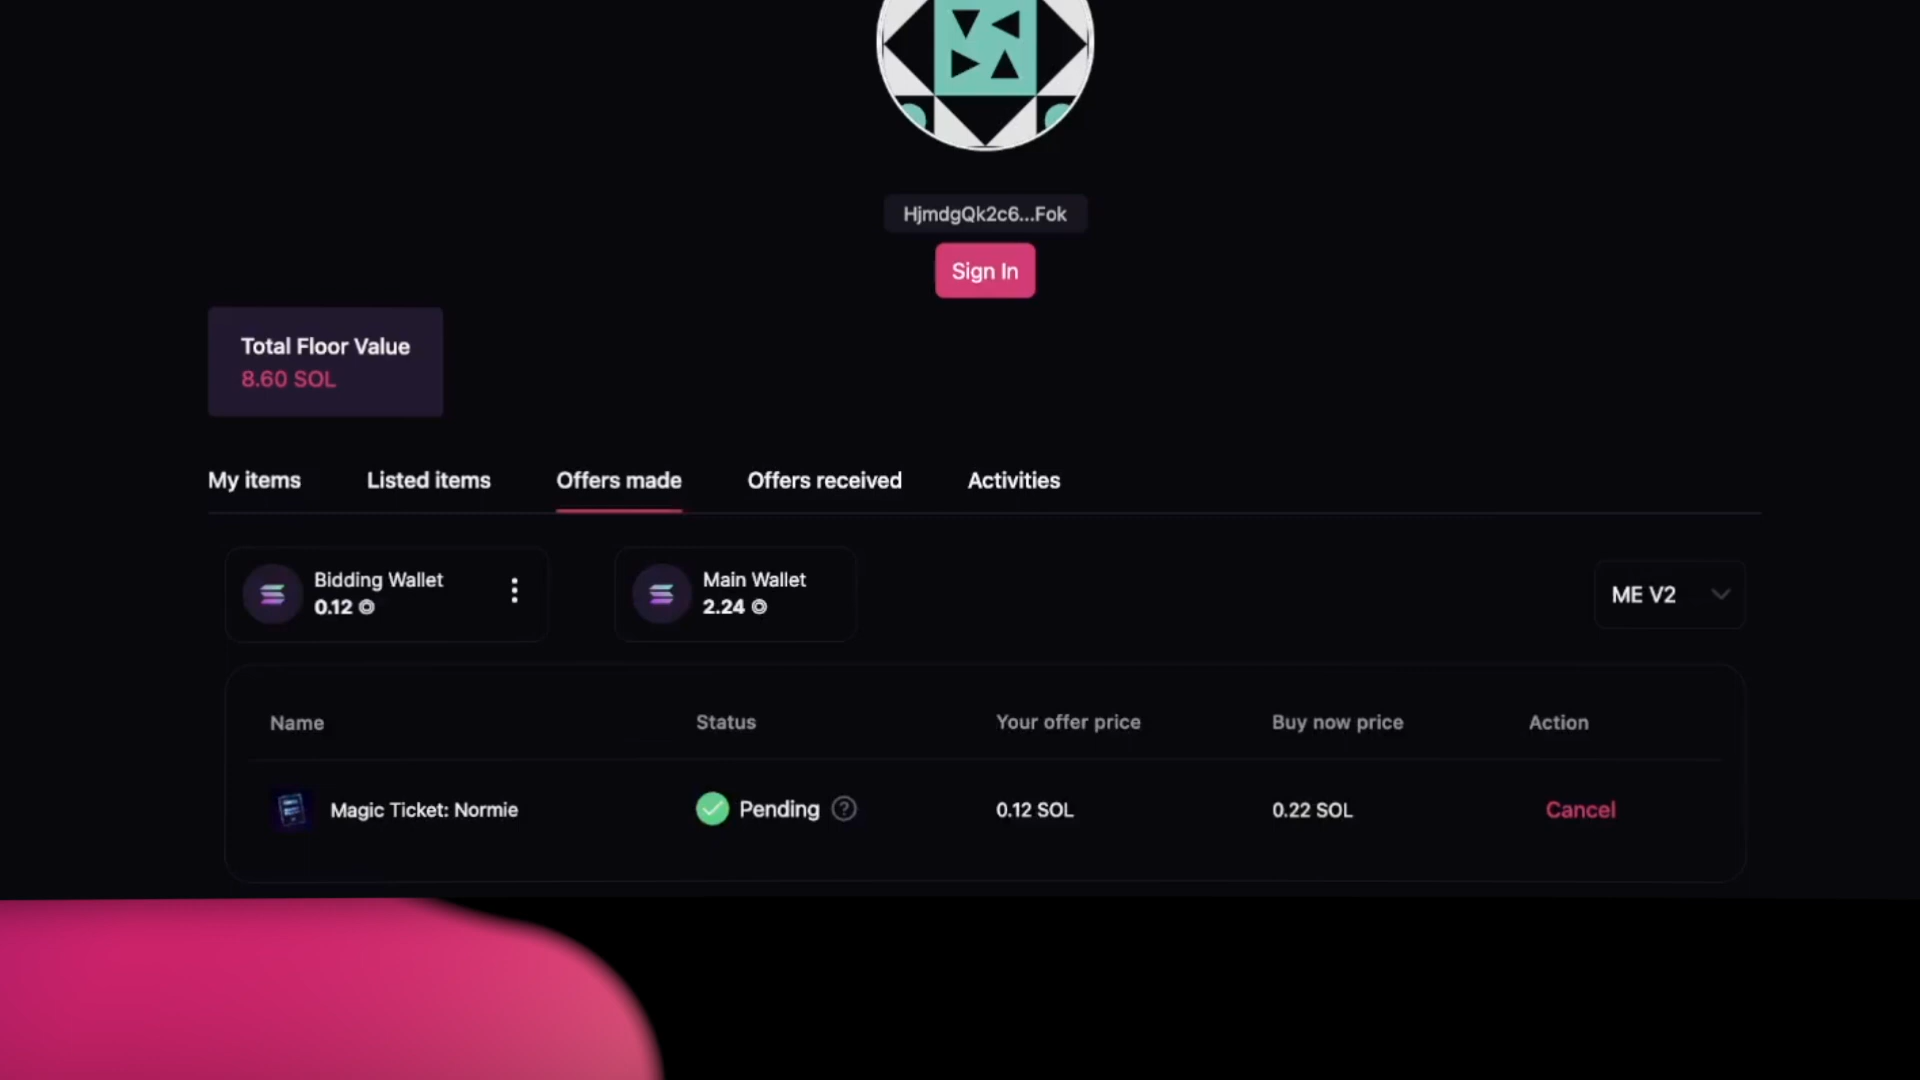 HjmdgQk2c6...Fok
Sign In
Total Floor Value
8.60 SOL
My items Listed items Offers made Offers received Activities
Bidding Wallet
0.12
Main Wallet
2.24
ME V2
Name Status Your offer price Buy now price Action
Magic Ticket: Normie Pending ? 0.12 SOL 0.22 SOL Cancel